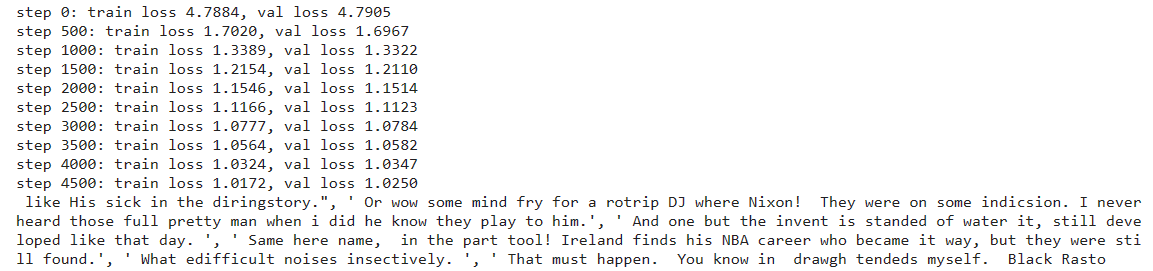 step 0: train loss 4.7884, val loss 4.7905
step 500: train loss 1.7020, val loss 1.6967
step 1000: train loss 1.3389, val loss 1.3322
step 1500: train loss 1.2154, val loss 1.2110
step 2000: train loss 1.1546, val loss 1.1514
step 2500: train loss 1.1166, val loss 1.1123
step 3000: train loss 1.0777, val loss 1.0784
step 3500: train loss 1.0564, val loss 1.0582
step 4000: train loss 1.0324, val loss 1.0347
step 4500: train loss 1.0172, val loss 1.0250
 like His sick in the diringstory.", ' Or wow some mind fry for a rotrip DJ where Nixon!  They were on some indicsion. I never
heard those full pretty man when i did he know they play to him.', ' And one but the invent is standed of water it, still deve
loped like that day. ', ' Same here name,  in the part tool! Ireland finds his NBA career who became it way, but they were sti
ll found.', ' What edifficult noises insectively. ', ' That must happen.  You know in  drawgh tendeds myself.  Black Rasto